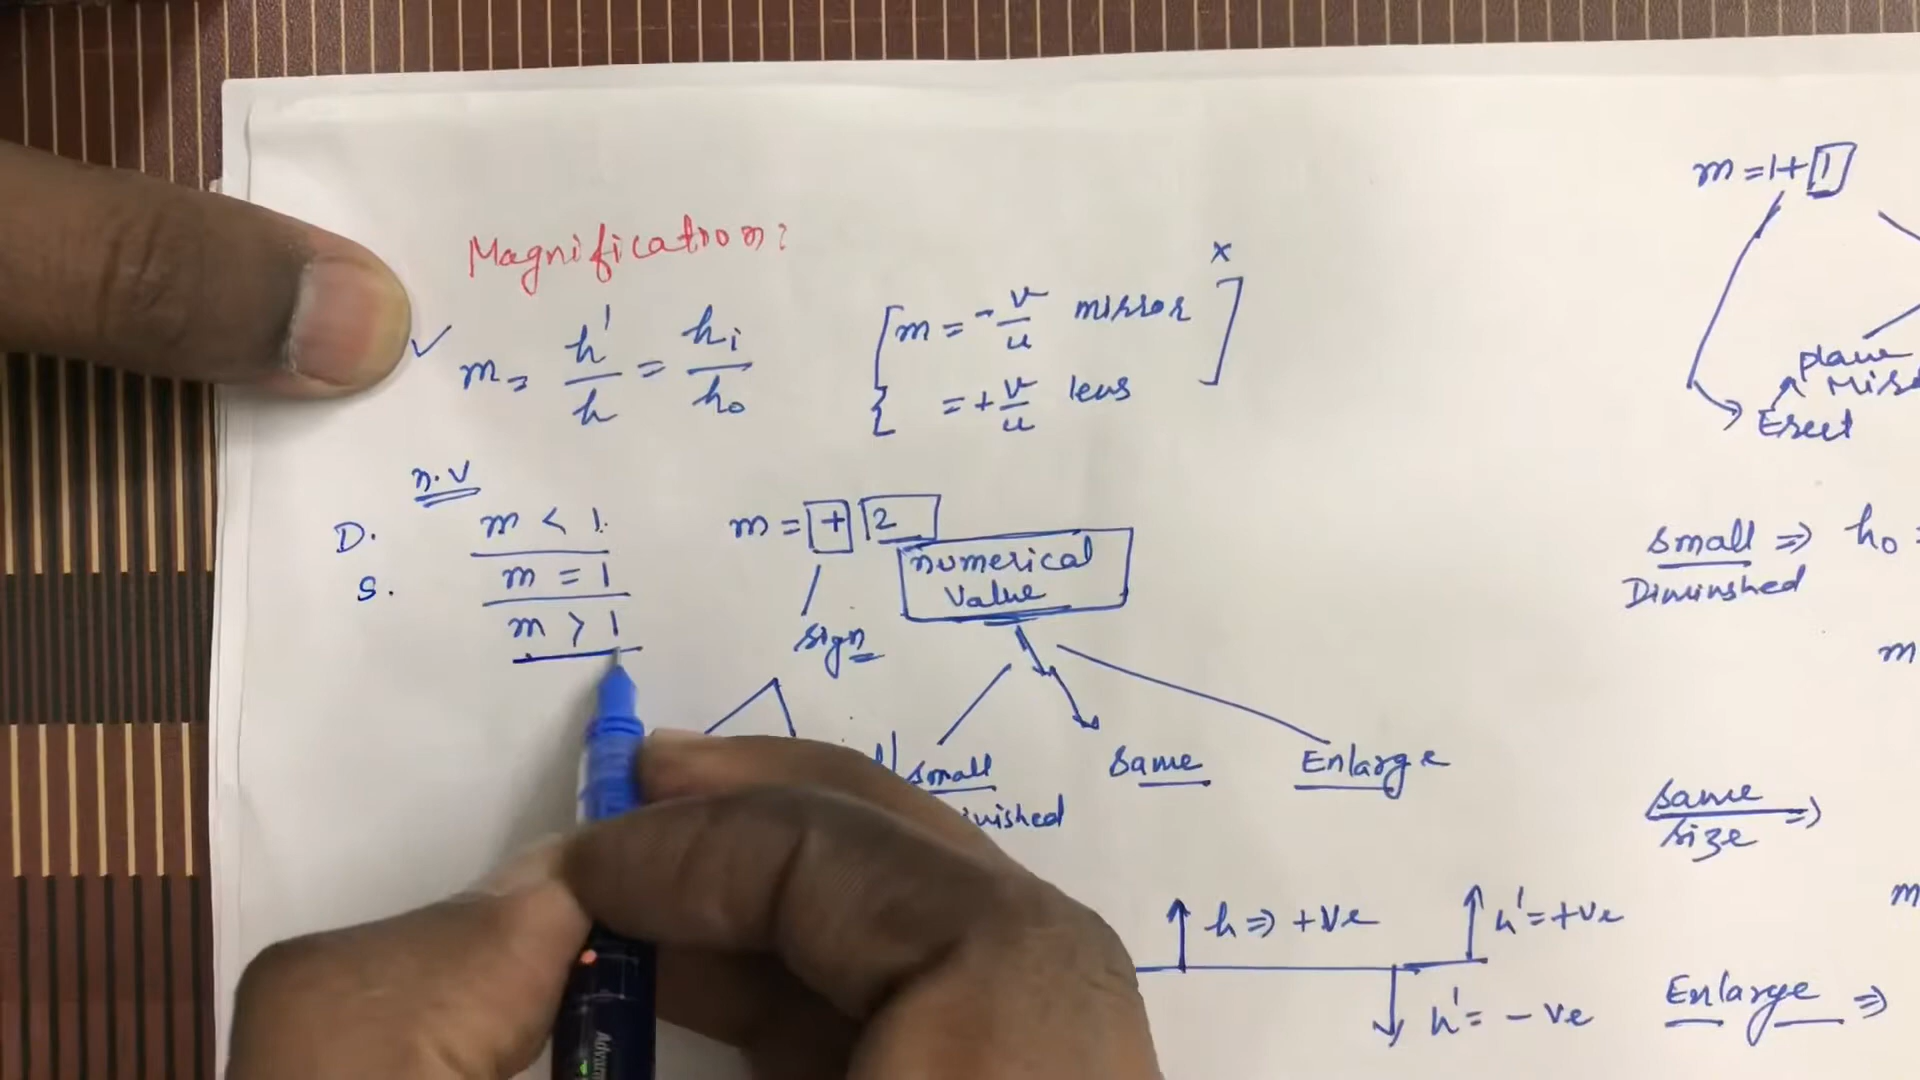 Magnification:
m = h'/h = hi/ho
[m = -v/u mirror] x
{ = +v/u lens
n.v
D. m < 1.
S. m = 1
m > 1
m = + 2
numerical
value
sign
small
same
Enlarge
h => +ve
h' = +ve
h' = - ve
m = 1+ 1
plane
Erect
small => ho
Diminshed
m
same
size =>
m
Enlarge =>